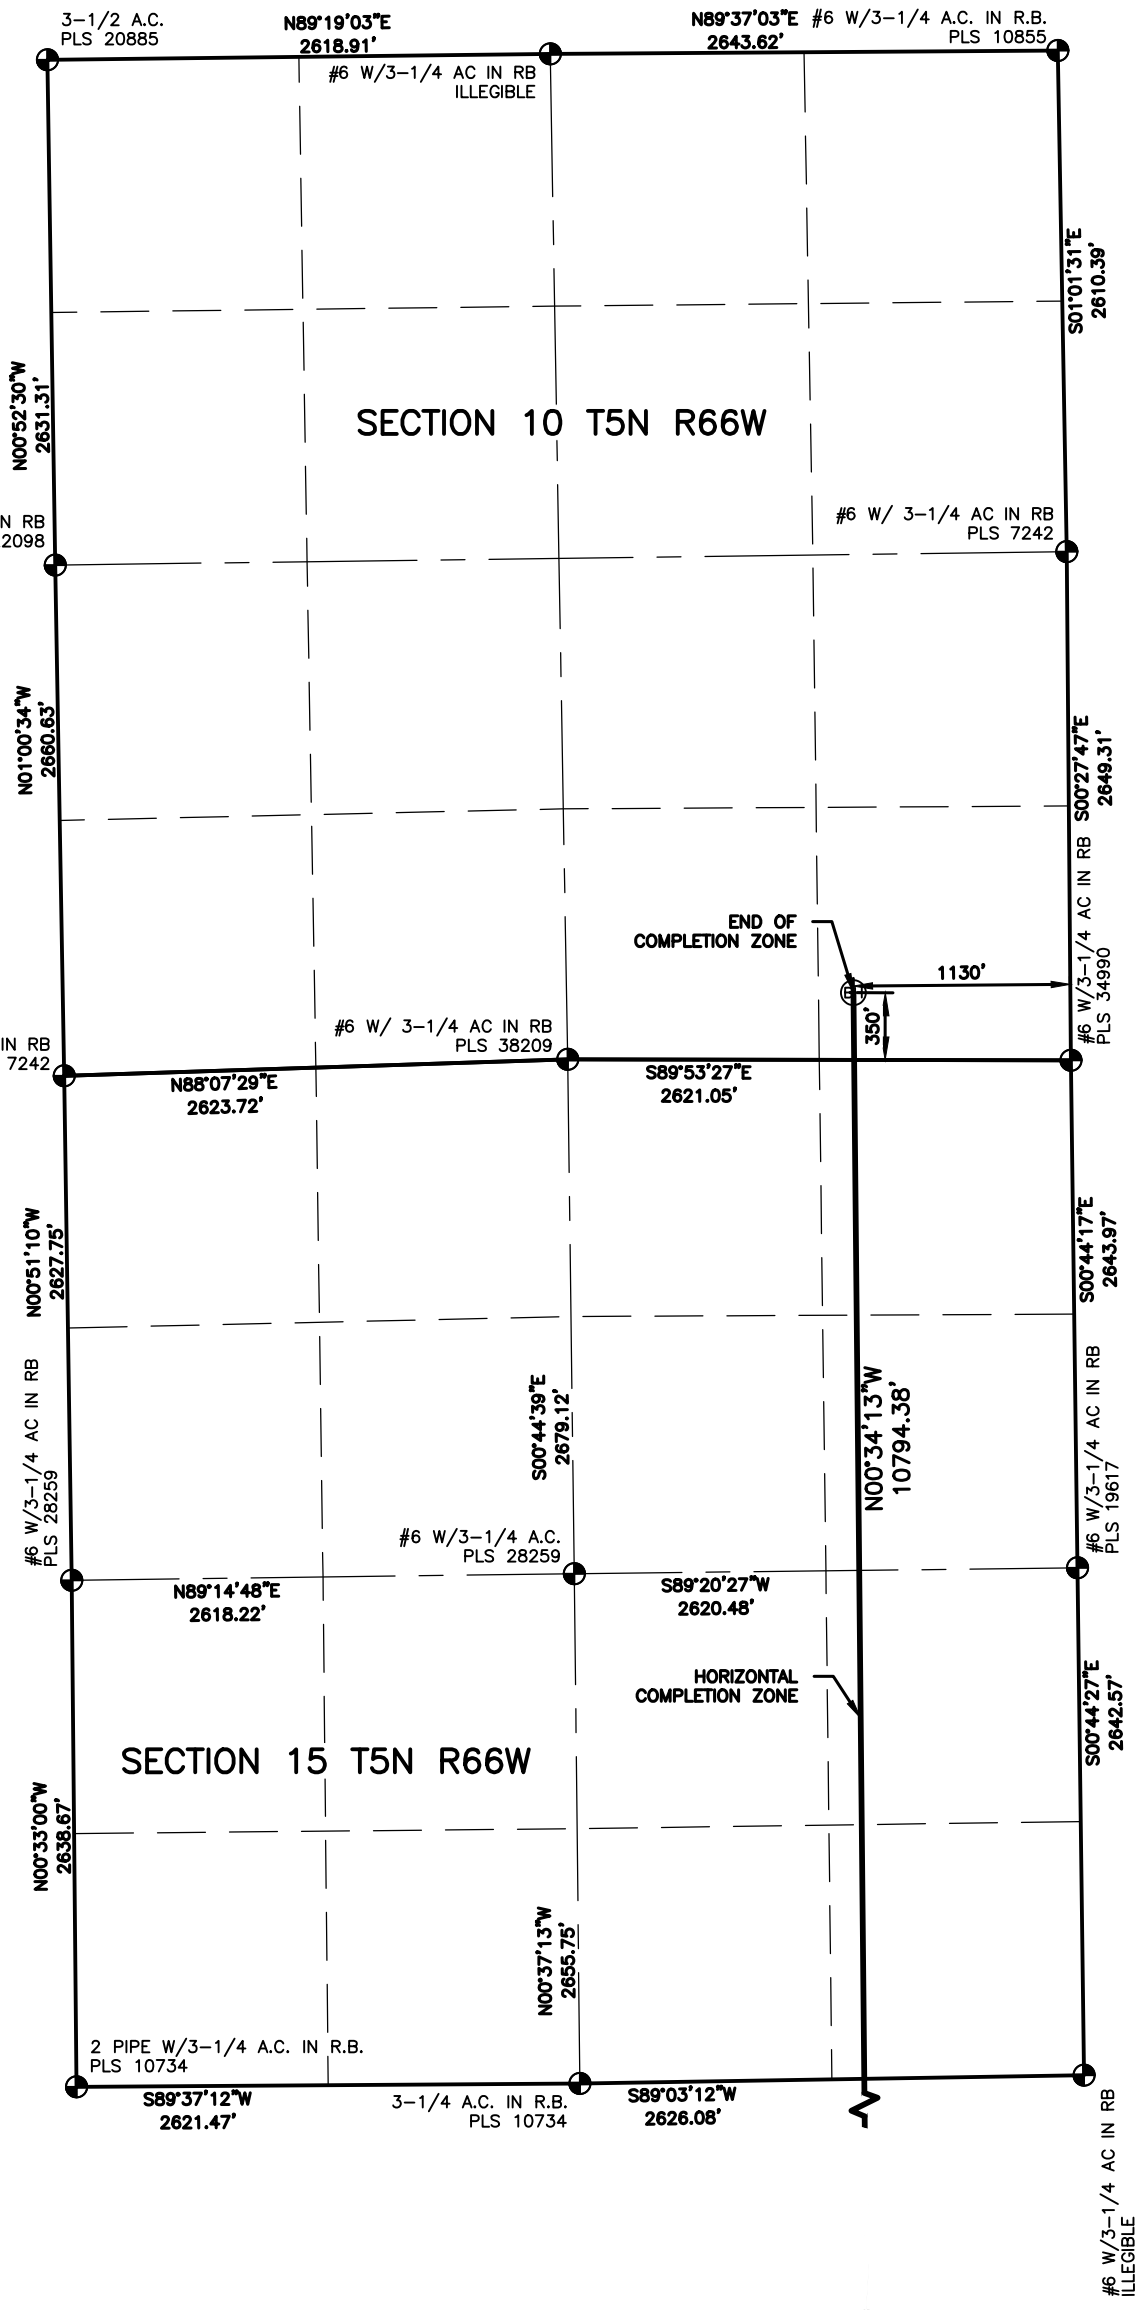 3-1/2 A.C.
PLS 20885
N89°19'03"E
2618.91'
N89°37'03"E
2643.62'
#6 W/3-1/4 A.C. IN R.B.
PLS 10855
#6 W/3-1/4 AC IN RB
ILLEGIBLE
S01°01'31"E
2610.39'
N00°52'30"W
2631.31'
SECTION 10 T5N R66W
N RB
2098
#6 W/ 3-1/4 AC IN RB
PLS 7242
N01°00'34"W
2660.63'
S00°27'47"E
2649.31'
#6 W/3-1/4 AC IN RB
PLS 34990
END OF
COMPLETION ZONE
1130'
350'
IN RB
7242
#6 W/ 3-1/4 AC IN RB
PLS 38209
N88°07'29"E
2623.72'
S89°53'27"E
2621.05'
N00°51'10"W
2627.75'
S00°44'17"E
2643.97'
#6 W/3-1/4 AC IN RB
PLS 28259
S00°44'39"E
2679.12'
N00°34'13"W
10794.38'
#6 W/3-1/4 AC IN RB
PLS 19617
#6 W/3-1/4 A.C.
PLS 28259
N89°14'48"E
2618.22'
S89°20'27"W
2620.48'
HORIZONTAL
COMPLETION ZONE
S00°44'27"E
2642.57'
SECTION 15 T5N R66W
N00°33'00"W
2638.67'
N00°37'13"W
2655.75'
2 PIPE W/3-1/4 A.C. IN R.B.
PLS 10734
S89°37'12"W
2621.47'
3-1/4 A.C. IN R.B.
PLS 10734
S89°03'12"W
2626.08'
#6 W/3-1/4 AC IN RB
ILLEGIBLE